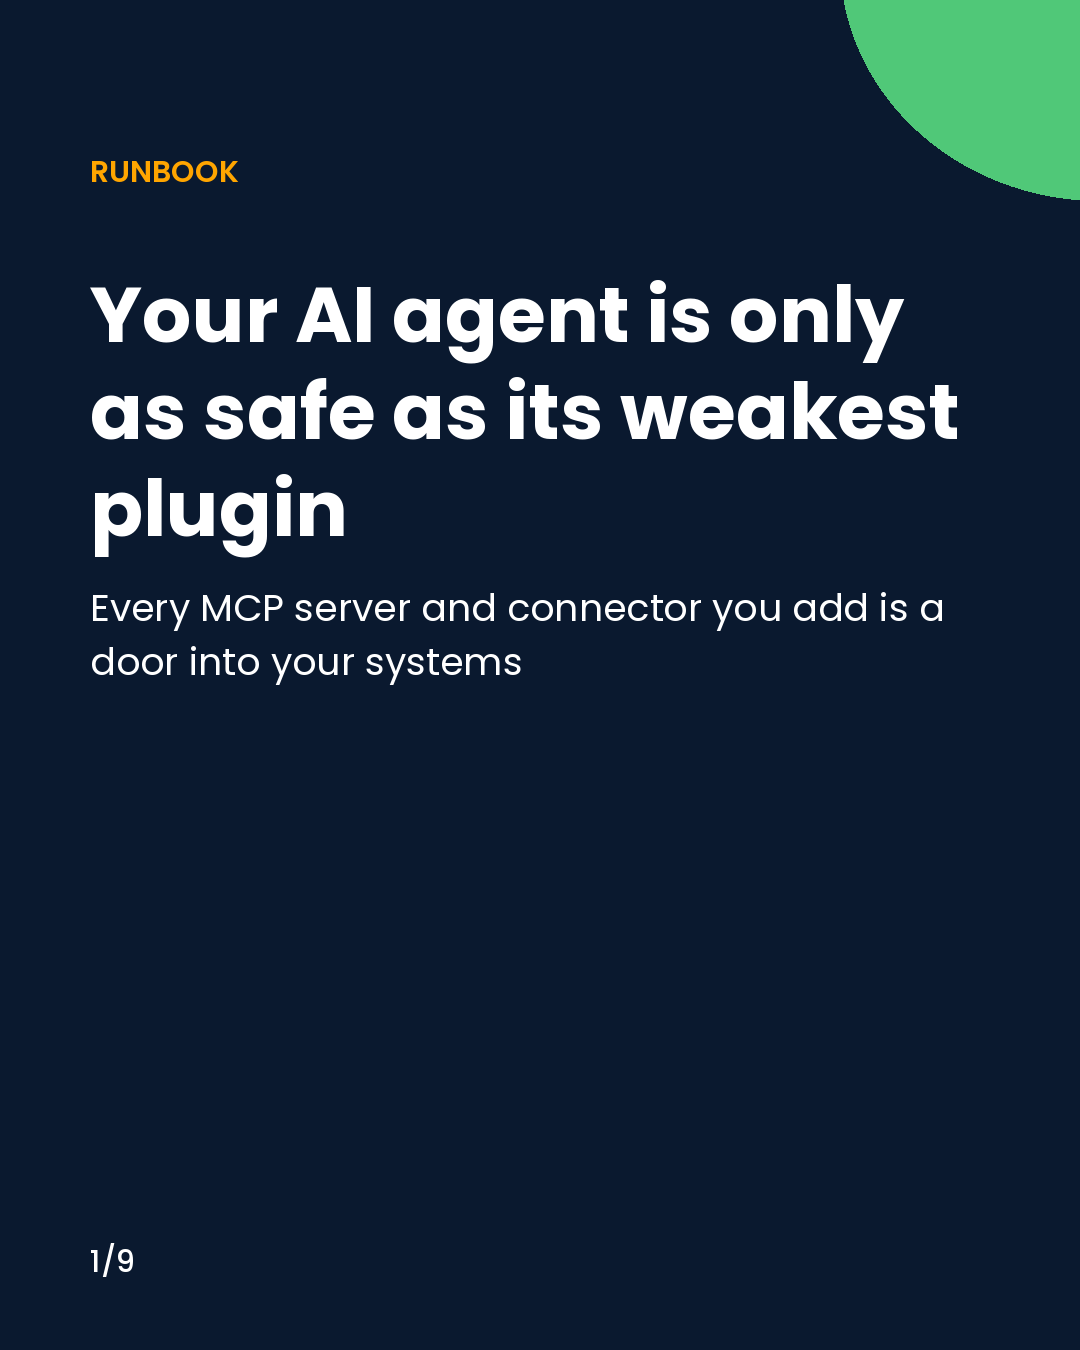 RUNBOOK
Your AI agent is only
as safe as its weakest
plugin
Every MCP server and connector you add is a
door into your systems
1/9